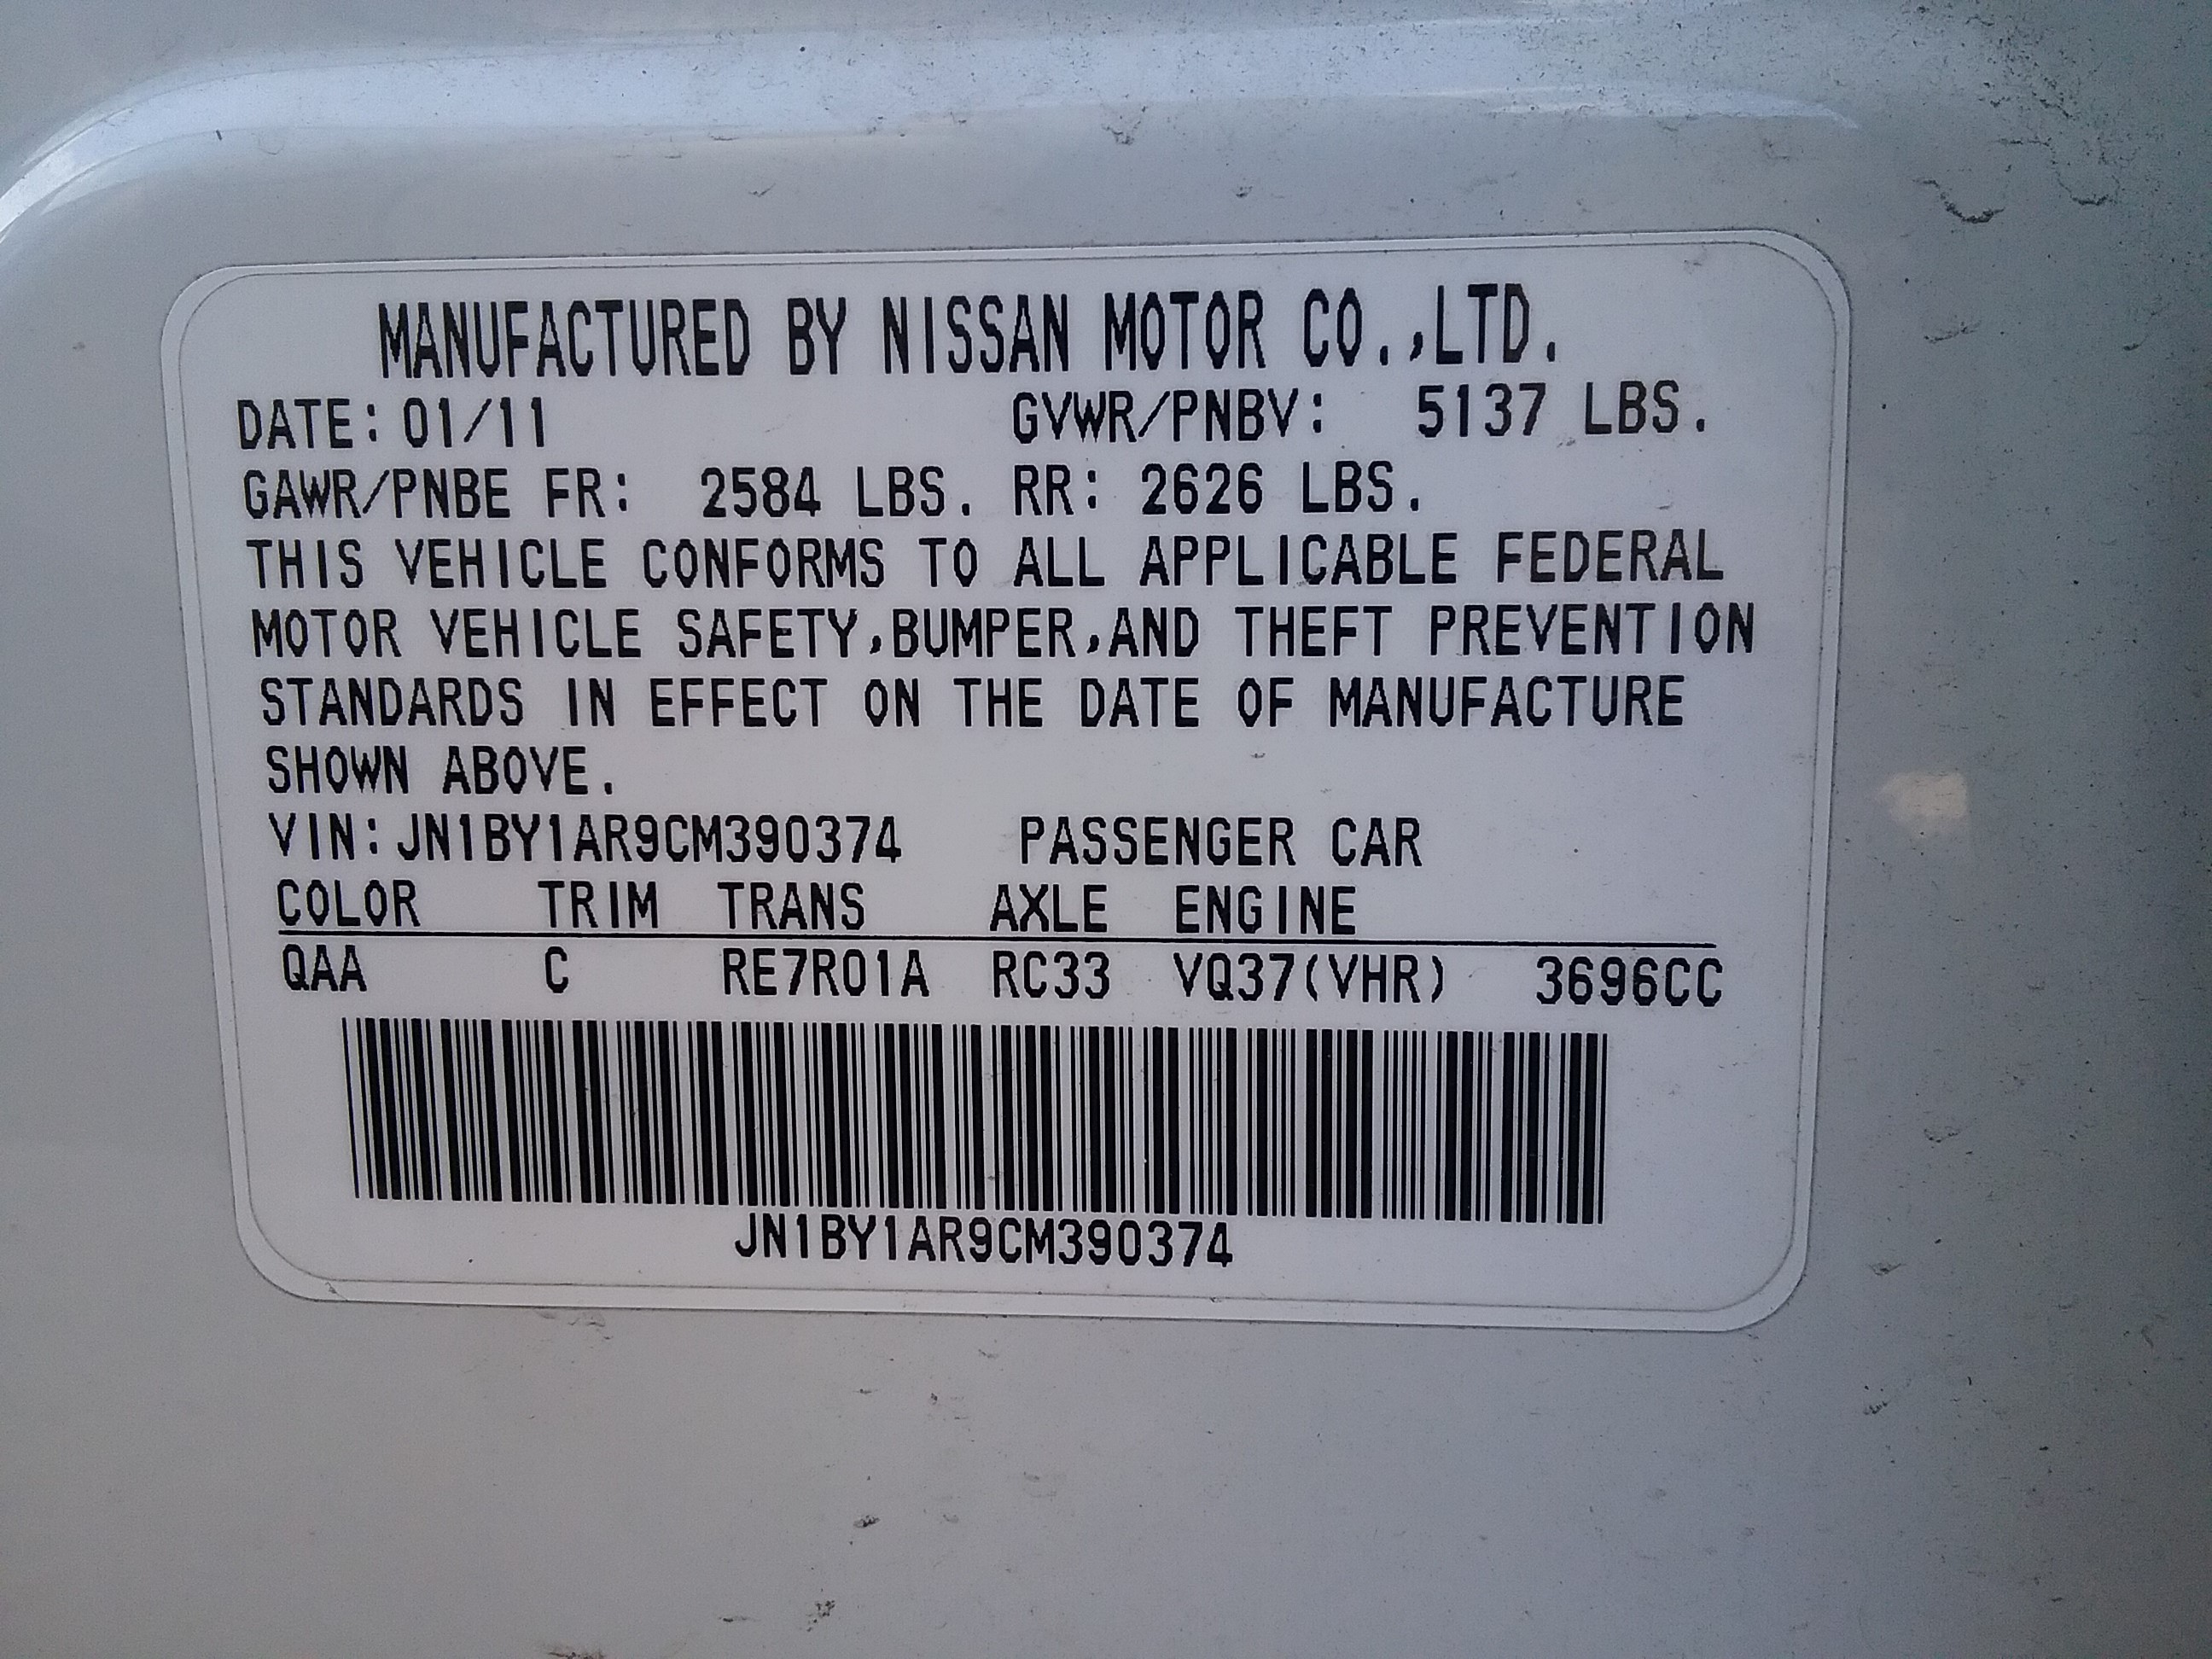 MANUFACTURED BY NISSAN MOTOR CO.,LTD.
DATE: 01/11 GVWR/PNBV: 5137 LBS.
GAWR/PNBE FR: 2584 LBS. RR: 2626 LBS.
THIS VEHICLE CONFORMS TO ALL APPLICABLE FEDERAL
MOTOR VEHICLE SAFETY,BUMPER,AND THEFT PREVENTION
STANDARDS IN EFFECT ON THE DATE OF MANUFACTURE
SHOWN ABOVE.
VIN:JN1BY1AR9CM390374 PASSENGER CAR
COLOR TRIM TRANS AXLE ENGINE
QAA C RE7R01A RC33 VQ37(VHR) 3696CC
JN1BY1AR9CM390374